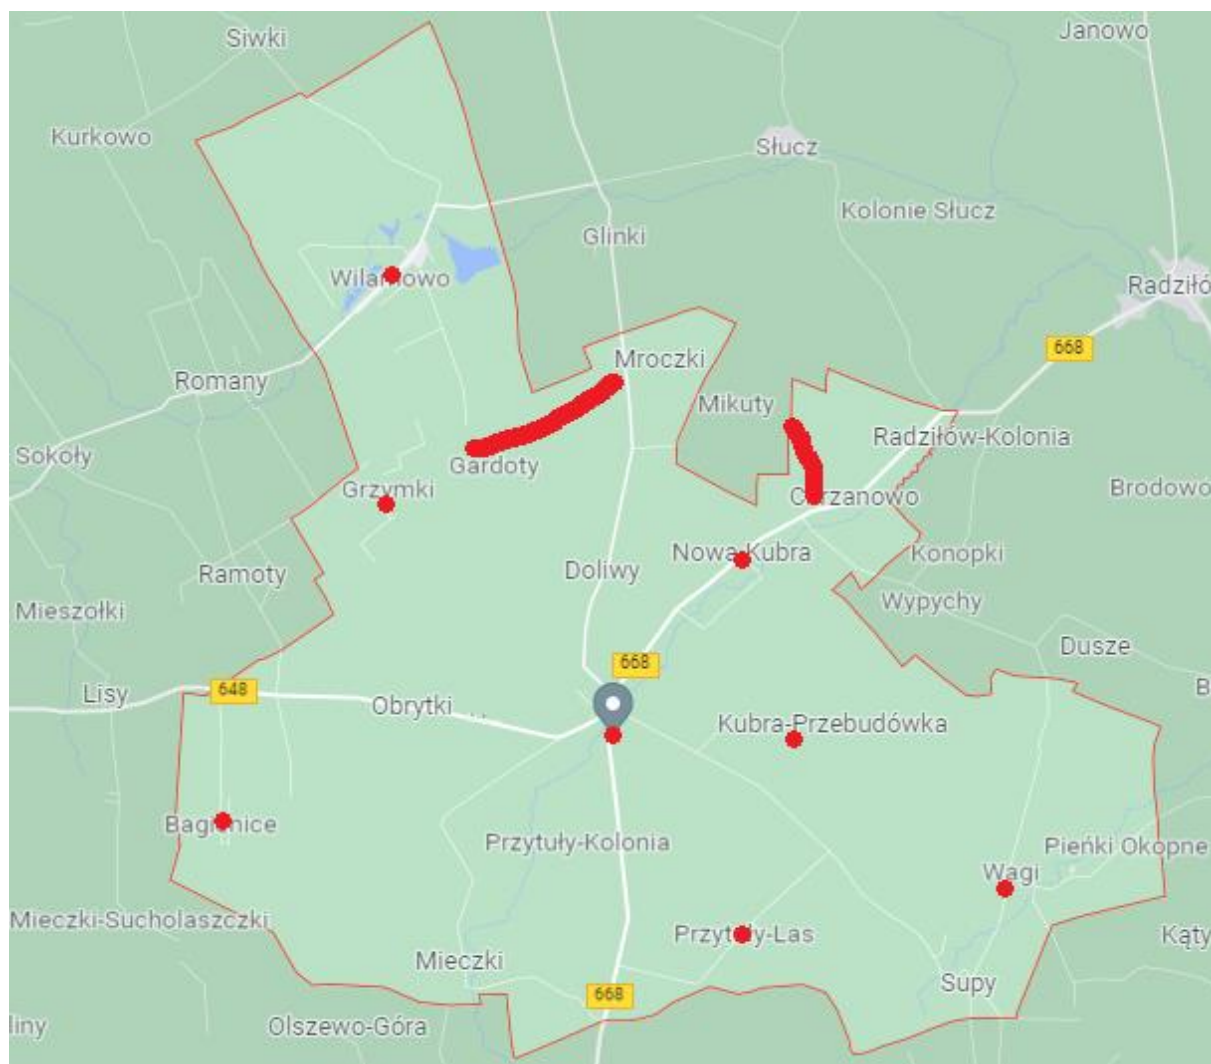 Siwki
Janowo
Kurkowo
Słucz
Kolonie Słucz
Glinki
Wilamowo
Radziłó
668
Mroczki
Romany
Mikuty
Radziłów-Kolonia
Sokoły
Gardoty
Grzymki
Brodowo
Chrzanowo
Nowa Kubra
Konopki
Doliwy
Ramoty
Wypychy
Mieszołki
Dusze
668
B
Lisy
648
Obrytki
Kubra-Przebudówka
Bagienice
Przytuły-Kolonia
Pieńki Okopne
Wagi
Mieczki-Sucholaszczki
Przytuły-Las
Kąty
Mieczki
Supy
668
liny
Olszewo-Góra